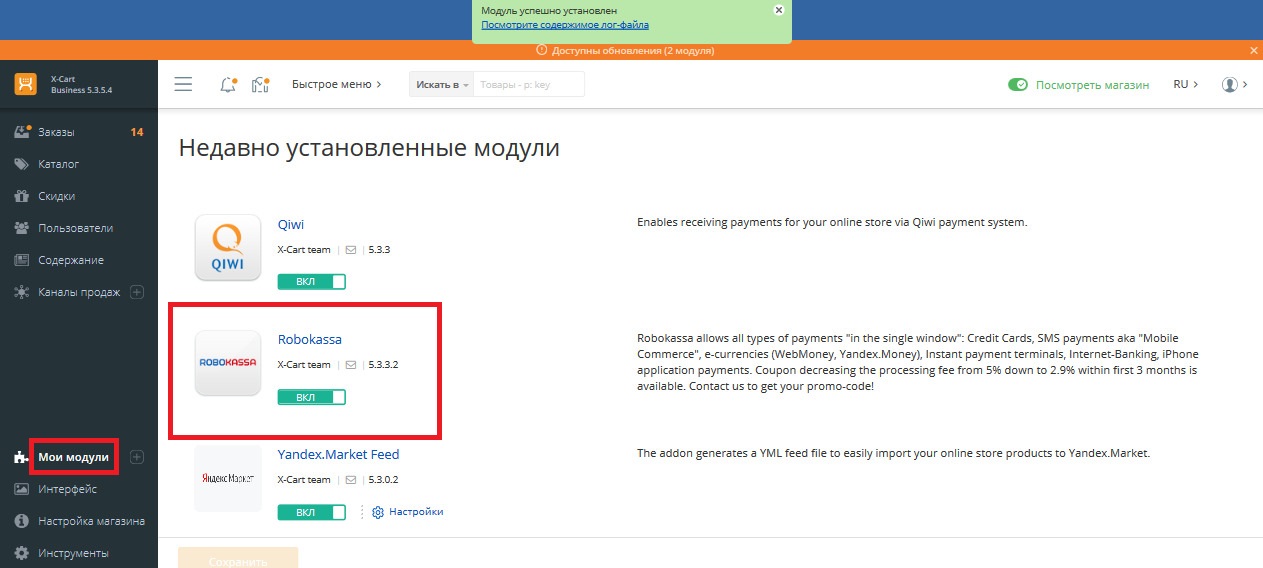 Модуль успешно установлен
Посмотрите содержимое лог-файла
Доступны обновления (2 модуля)
X-Cart
Business 5.3.5.4
Быстрое меню
Искать в
Товары - р: key
Посмотреть магазин
RU
Заказы 14
Каталог
Скидки
Пользователи
Содержание
Каналы продаж
Мои модули
Интерфейс
Настройка магазина
Инструменты
Недавно установленные модули
QIWI
Qiwi
X-Cart team | 5.3.3
ВКЛ
Enables receiving payments for your online store via Qiwi payment system.
ROBOKASSA
Robokassa
X-Cart team | 5.3.3.2
ВКЛ
Robokassa allows all types of payments "in the single window": Credit Cards, SMS payments aka "Mobile
Commerce", e-currencies (WebMoney, Yandex.Money), Instant payment terminals, Internet-Banking, iPhone
application payments. Coupon decreasing the processing fee from 5% down to 2.9% within first 3 months is
available. Contact us to get your promo-code!
Яндекс Маркет
Yandex.Market Feed
X-Cart team | 5.3.0.2
ВКЛ
Настройки
The addon generates a YML feed file to easily import your online store products to Yandex.Market.
Сохранить